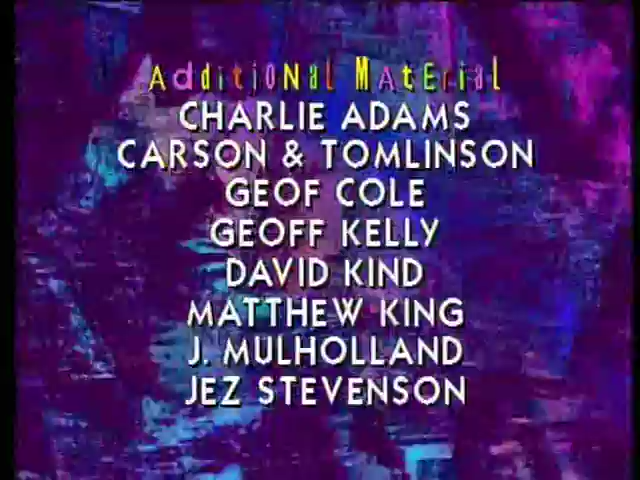 AdditioNal MatErial
CHARLIE ADAMS
CARSON & TOMLINSON
GEOF COLE
GEOFF KELLY
DAVID KIND
MATTHEW KING
J. MULHOLLAND
JEZ STEVENSON